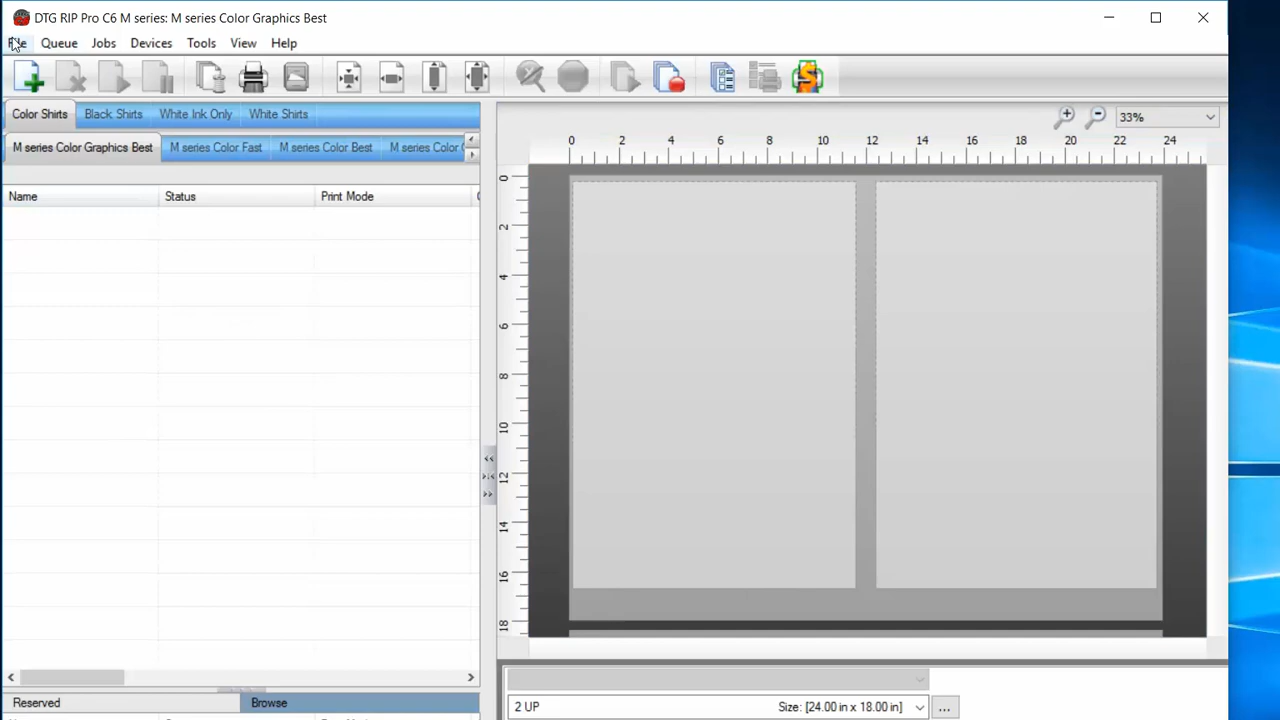 DTG RIP Pro C6 M series: M series Color Graphics Best
File Queue Jobs Devices Tools View Help
Color Shirts Black Shirts White Ink Only White Shirts
33%
M series Color Graphics Best M series Color Fast M series Color Best M series Color
0 2 4 6 8 10 12 14 16 18 20 22 24
Name Status Print Mode
0
2
4
6
8
10
12
14
16
18
Reserved Browse
2 UP Size: [24.00 in x 18.00 in] ...